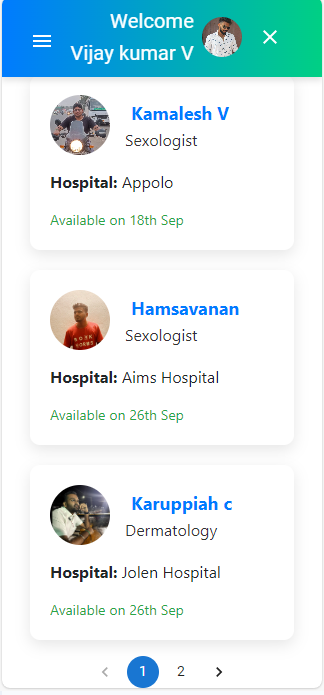 Welcome
Vijay kumar V
Kamalesh V
Sexologist
Hospital: Appolo
Available on 18th Sep
Hamsavanan
Sexologist
Hospital: Aims Hospital
Available on 26th Sep
Karuppiah c
Dermatology
Hospital: Jolen Hospital
Available on 26th Sep
1 2